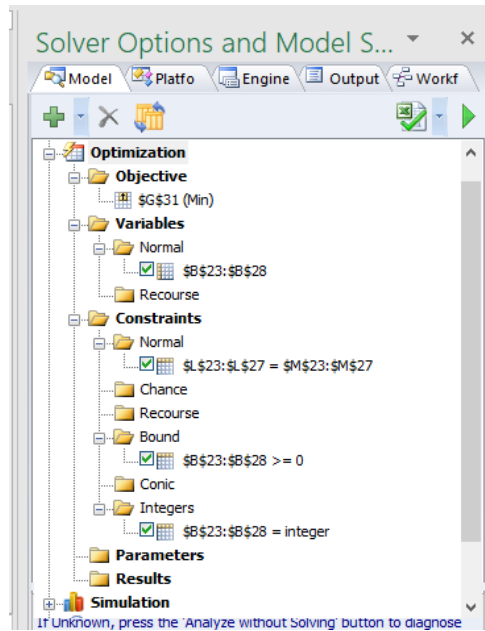 Solver Options and Model S...
Model Platfo Engine Output Workf
Optimization
Objective
$G$31 (Min)
Variables
Normal
$B$23:$B$28
Recourse
Constraints
Normal
$L$23:$L$27 = $M$23:$M$27
Chance
Recourse
Bound
$B$23:$B$28 >= 0
Conic
Integers
$B$23:$B$28 = integer
Parameters
Results
Simulation
If Unknown, press the 'Analyze without Solving' button to diagnose